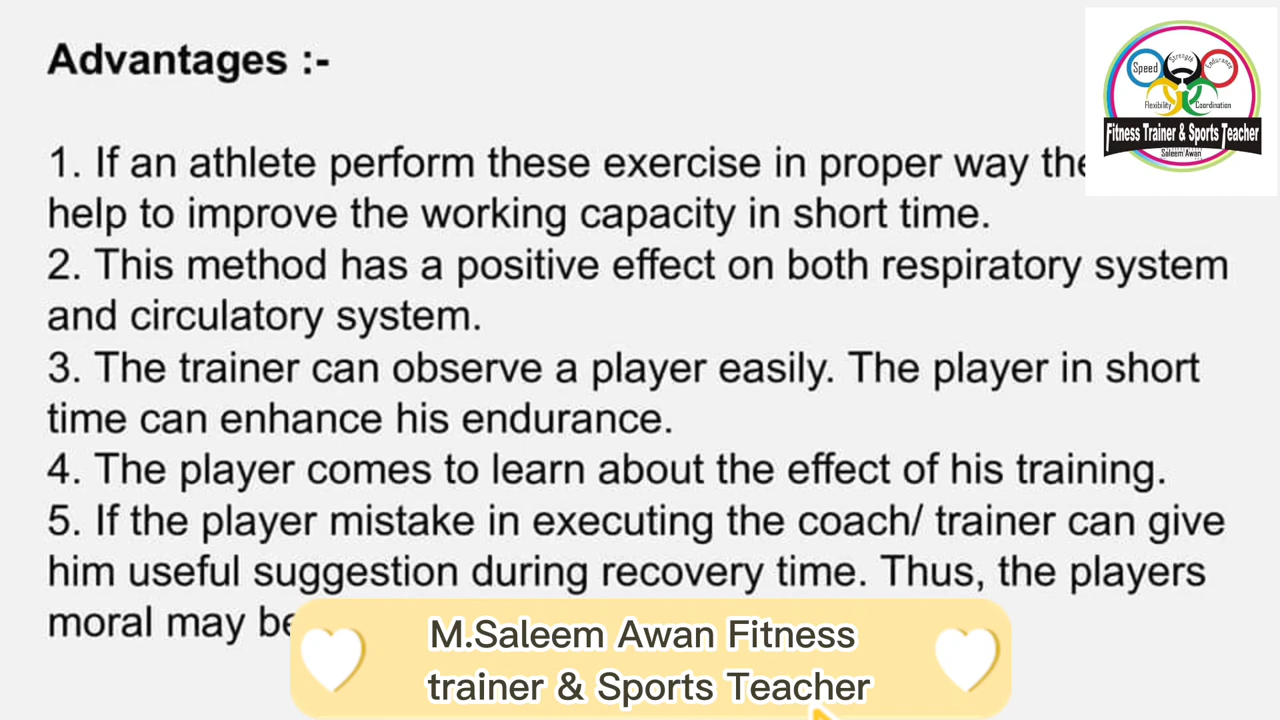 Advantages :-
1. If an athlete perform these exercise in proper way
help to improve the working capacity in short time.
2. This method has a positive effect on both respiratory system
and circulatory system.
3. The trainer can observe a player easily. The player in short
time can enhance his endurance.
4. The player comes to learn about the effect of his training.
5. If the player mistake in executing the coach/ trainer can give
him useful suggestion during recovery time. Thus, the players
moral may
Speed
Strength
Endurance
Flexibility
Coordination
Fitness Trainer & Sports Teacher
Saleem Awan
M.Saleem Awan Fitness
trainer & Sports Teacher